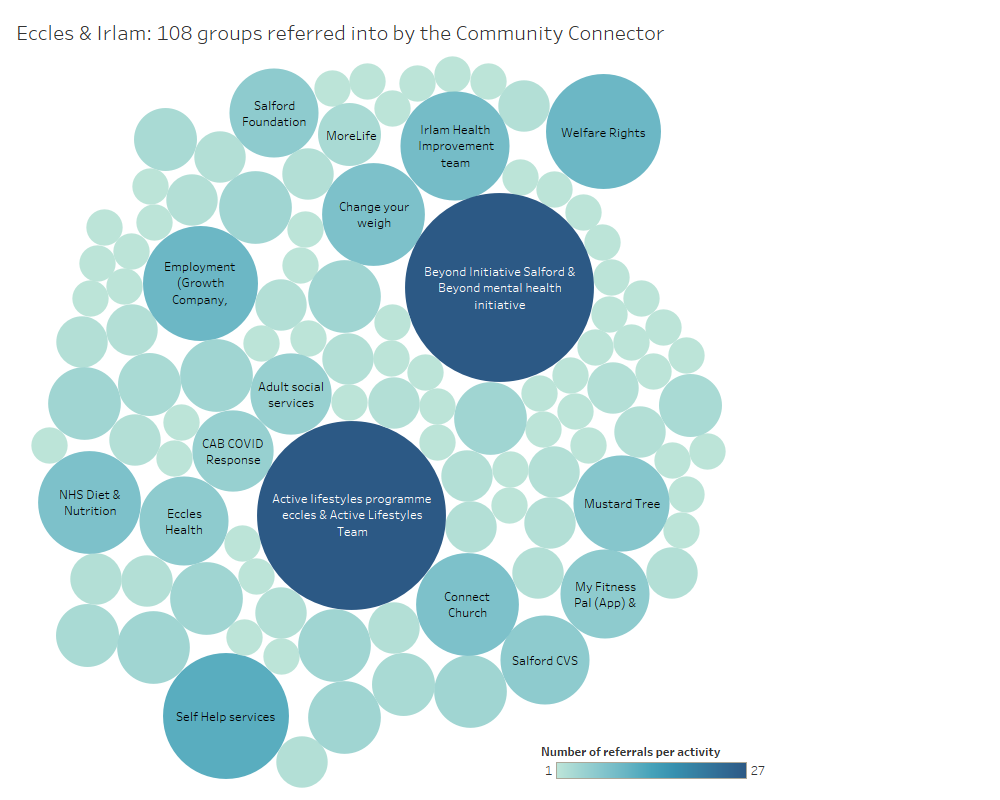 Eccles & Irlam: 108 groups referred into by the Community Connector
Salford
Foundation
MoreLife
Irlam Health
Improvement
team
Welfare Rights
Change your
weigh
Employment
(Growth
Company,
Beyond Initiative Salford &
Beyond mental health
initiative
Adult social
services
CAB COVID
Response
NHS Diet &
Nutrition
Eccles
Health
Active lifestyles programme
eccles & Active Lifestyles
Team
Mustard Tree
Connect
Church
My Fitness
Pal (App) &
Salford CVS
Self Help services
Number of referrals per activity
1 27